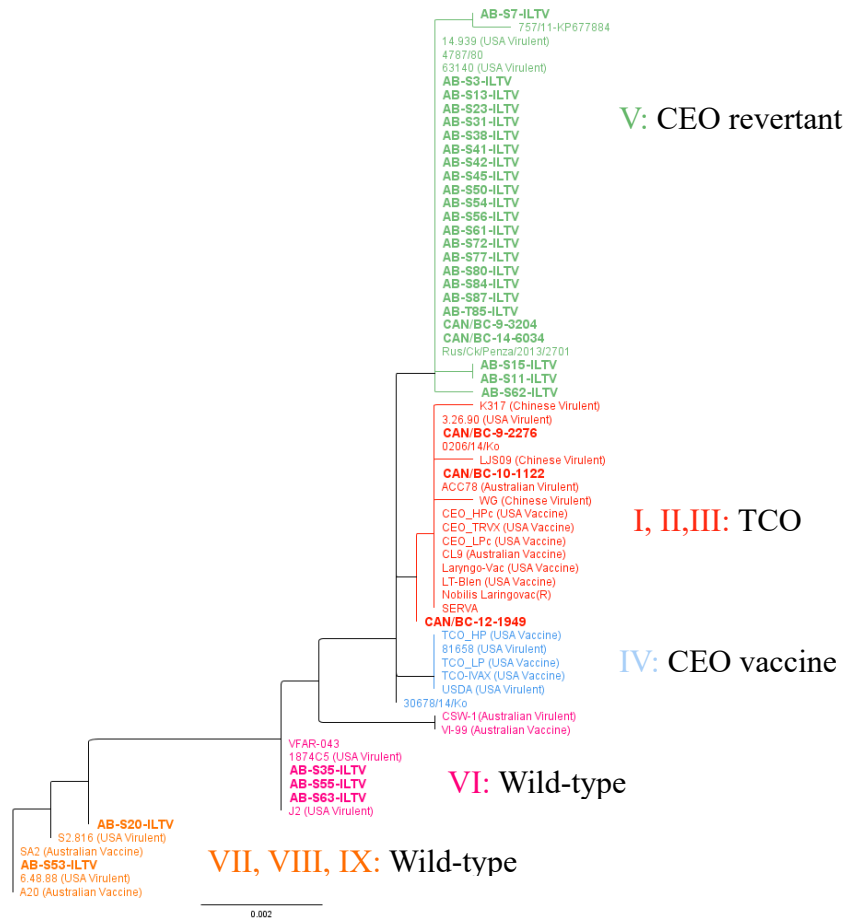 AB-S7-ILTV
757/11-KP677884
14.939 (USA Virulent)
4787/80
63140 (USA Virulent)
AB-S3-ILTV
AB-S13-ILTV
AB-S23-ILTV
AB-S31-ILTV
AB-S38-ILTV
AB-S41-ILTV
AB-S42-ILTV
AB-S45-ILTV
AB-S50-ILTV
AB-S54-ILTV
AB-S56-ILTV
AB-S61-ILTV
AB-S72-ILTV
AB-S77-ILTV
AB-S80-ILTV
AB-S84-ILTV
AB-S87-ILTV
AB-T85-ILTV
CAN/BC-9-3204
CAN/BC-14-6034
Rus/Ck/Penza/2013/2701
AB-S15-ILTV
AB-S11-ILTV
AB-S62-ILTV
V: CEO revertant
K317 (Chinese Virulent)
3.26.90 (USA Virulent)
CAN/BC-9-2276
0206/14/Ko
LJS09 (Chinese Virulent)
CAN/BC-10-1122
ACC78 (Australian Virulent)
WG (Chinese Virulent)
CEO_HPc (USA Vaccine)
CEO_TRVX (USA Vaccine)
CEO_LPc (USA Vaccine)
CL9 (Australian Vaccine)
Laryngo-Vac (USA Vaccine)
LT-Blen (USA Vaccine)
Nobilis Laringovac(R)
SERVA
CAN/BC-12-1949
I, II,III: TCO
TCO_HP (USA Vaccine)
81658 (USA Virulent)
TCO_LP (USA Vaccine)
TCO-IVAX (USA Vaccine)
USDA (USA Virulent)
30678/14/Ko
IV: CEO vaccine
CSW-1(Australian Virulent)
VI-99 (Australian Vaccine)
VFAR-043
1874C5 (USA Virulent)
AB-S35-ILTV
AB-S55-ILTV
AB-S63-ILTV
J2 (USA Virulent)
VI: Wild-type
AB-S20-ILTV
S2.816 (USA Virulent)
SA2 (Australian Vaccine)
AB-S53-ILTV
6.48.88 (USA Virulent)
A20 (Australian Vaccine)
VII, VIII, IX: Wild-type
0.002